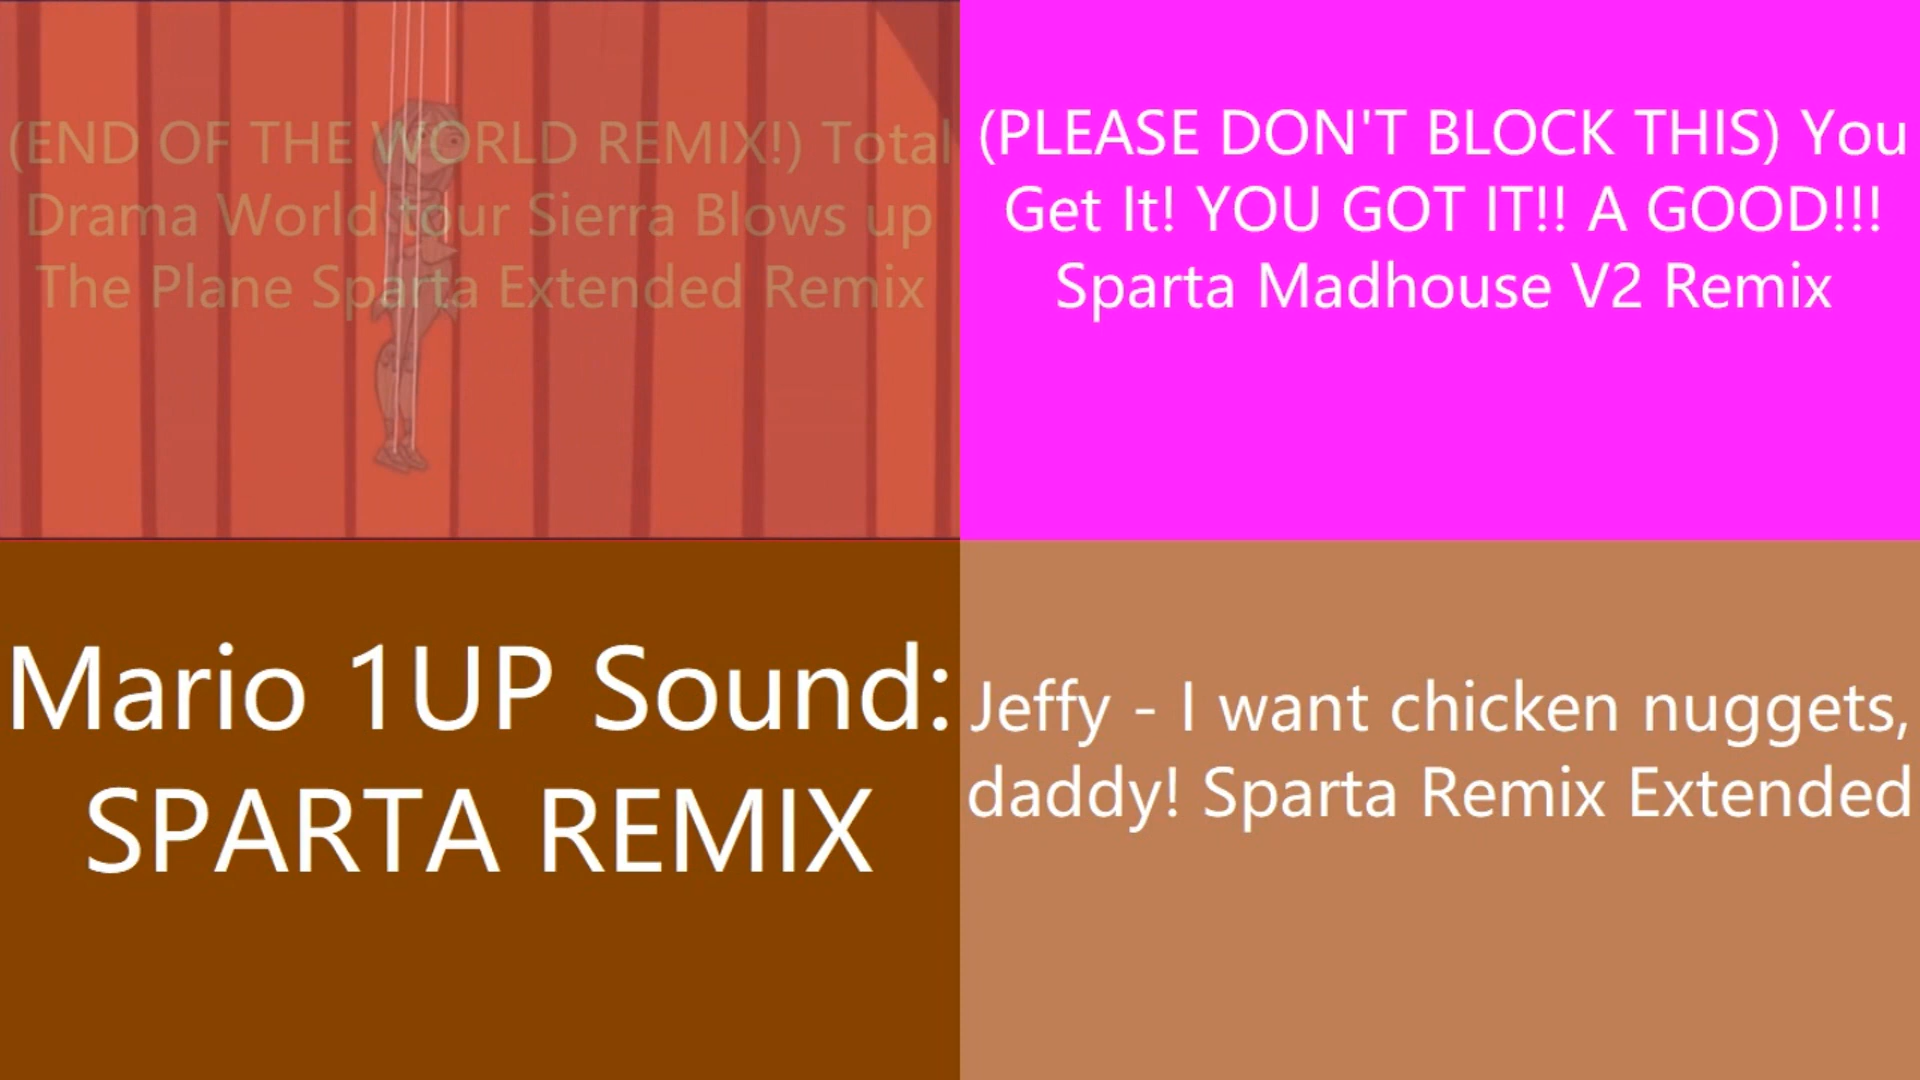 (END OF THE WORLD REMIX!) Total
Drama World tour Sierra Blows up
The Plane Sparta Extended Remix
(PLEASE DON'T BLOCK THIS) You
Get It! YOU GOT IT!! A GOOD!!!
Sparta Madhouse V2 Remix
Mario 1UP Sound:
SPARTA REMIX
Jeffy - I want chicken nuggets,
daddy! Sparta Remix Extended